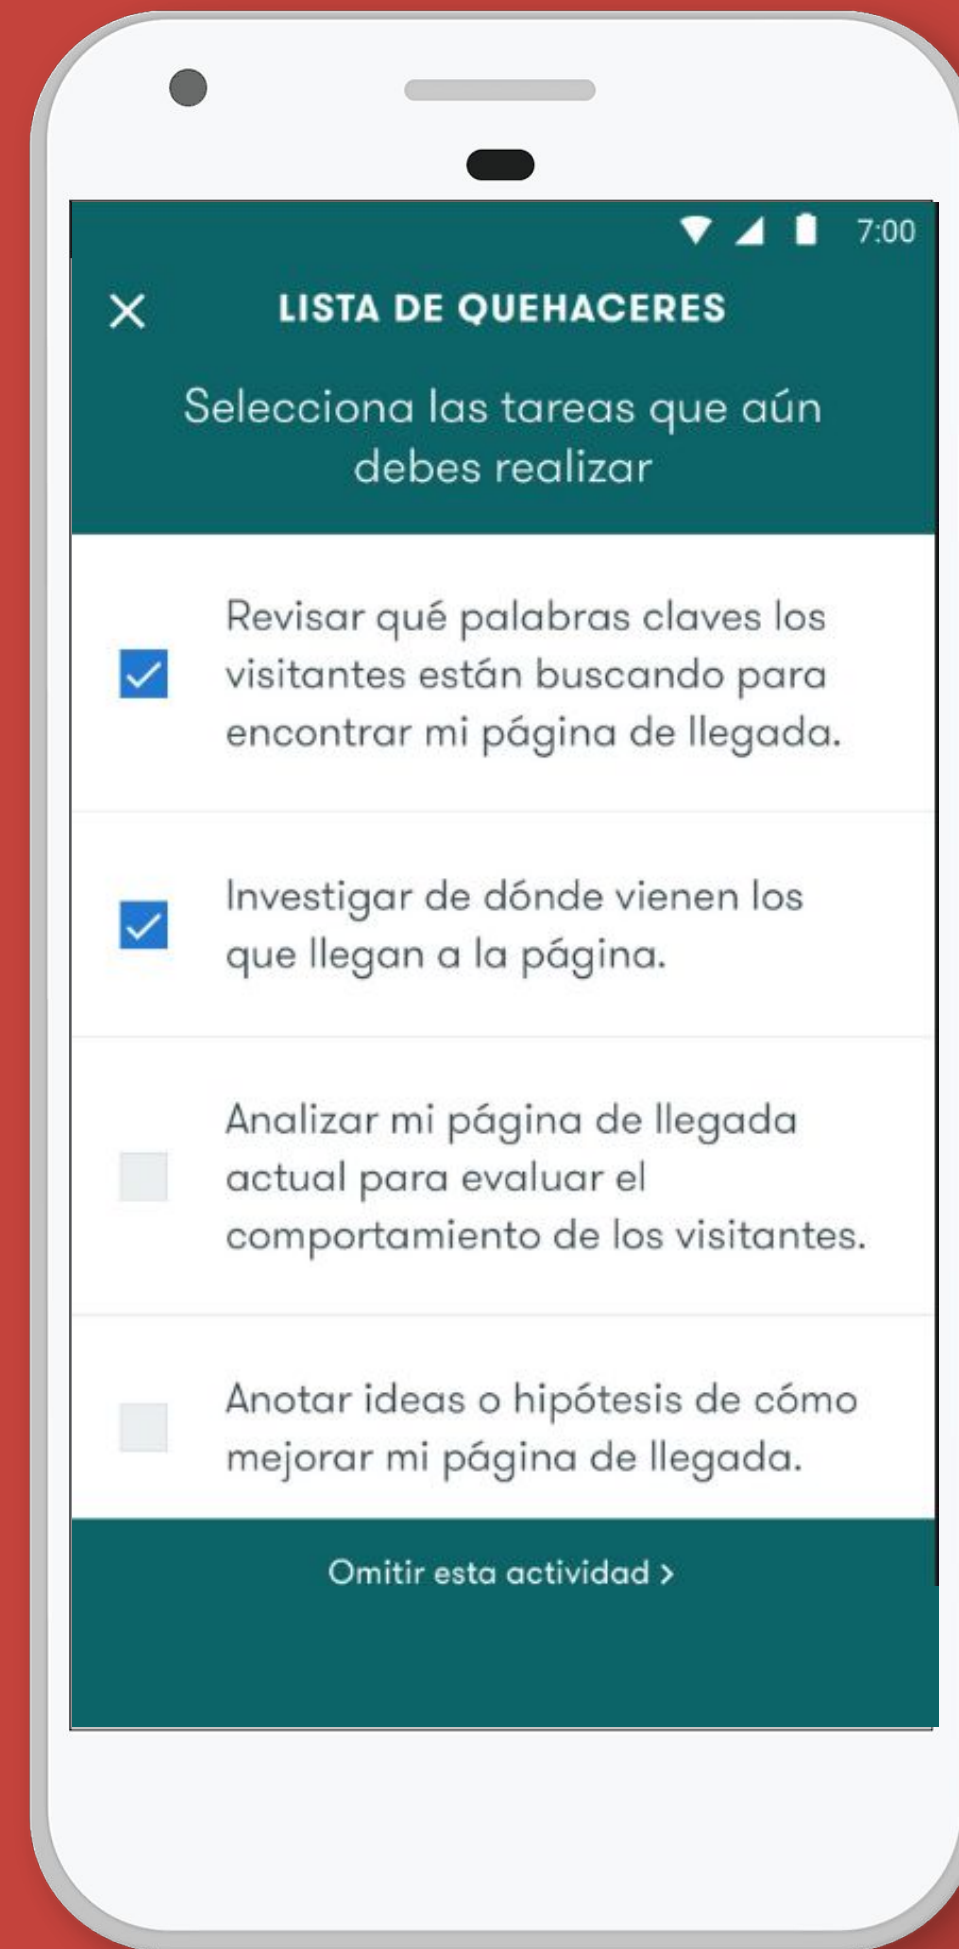 7:00
LISTA DE QUEHACERES
Selecciona las tareas que aún
debes realizar
Revisar qué palabras claves los
visitantes están buscando para
encontrar mi página de llegada.
Investigar de dónde vienen los
que llegan a la página.
Analizar mi página de llegada
actual para evaluar el
comportamiento de los visitantes.
Anotar ideas o hipótesis de cómo
mejorar mi página de llegada.
Omitir esta actividad >